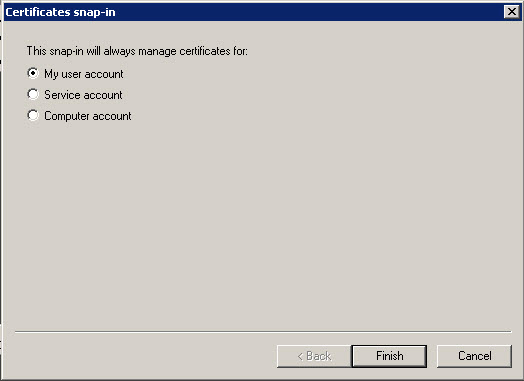 Certificates snap-in
This snap-in will always manage certificates for:
My user account
Service account
Computer account
< Back
Finish
Cancel